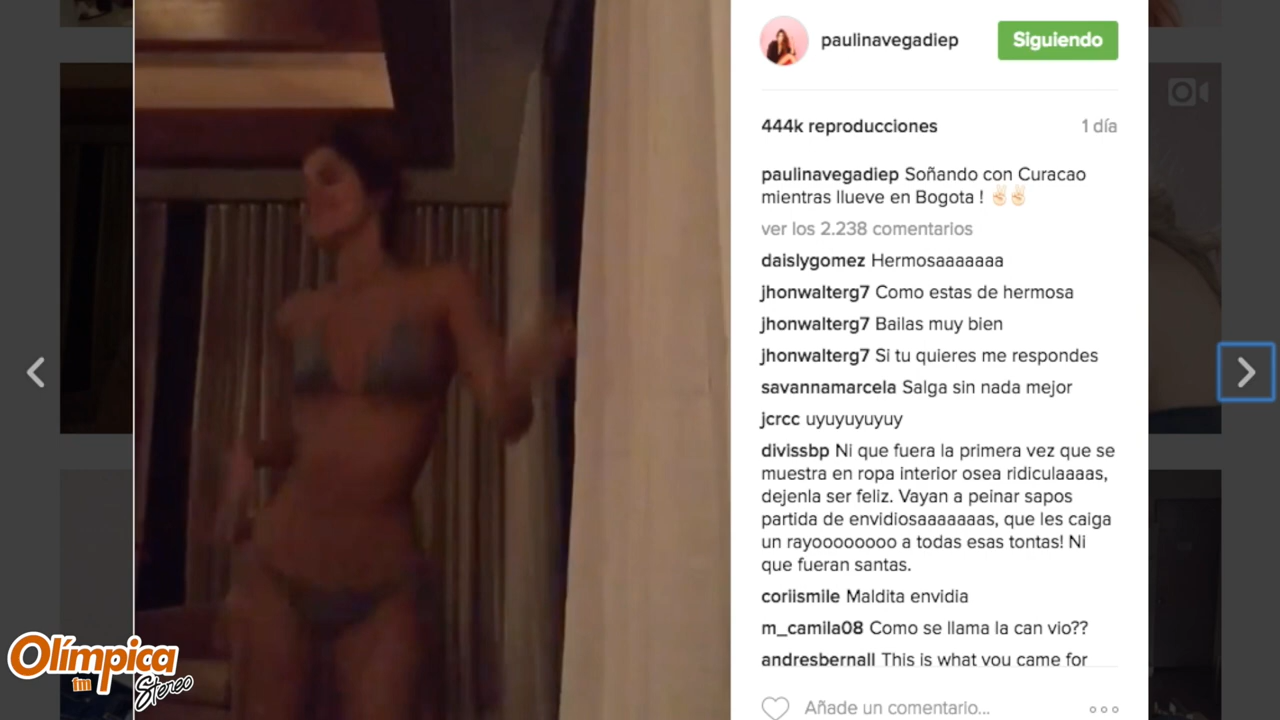 paulinavegadiep
Siguiendo
444k reproducciones
1 día
paulinavegadiep Soñando con Curacao
mientras llueve en Bogota ! ✌🏻✌🏻
ver los 2.238 comentarios
daislygomez Hermosaaaaaaa
jhonwalterg7 Como estas de hermosa
jhonwalterg7 Bailas muy bien
jhonwalterg7 Si tu quieres me respondes
savannamarcela Salga sin nada mejor
jcrcc uyuyuyuyuy
divissbp Ni que fuera la primera vez que se
muestra en ropa interior osea ridiculaaaas,
dejenla ser feliz. Vayan a peinar sapos
partida de envidiosaaaaaaas, que les caiga
un rayoooooooo a todas esas tontas! Ni
que fueran santas.
coriismile Maldita envidia
m_camila08 Como se llama la can vio??
andresbernall This is what you came for
Añade un comentario...
Olímpica
fm
Stereo